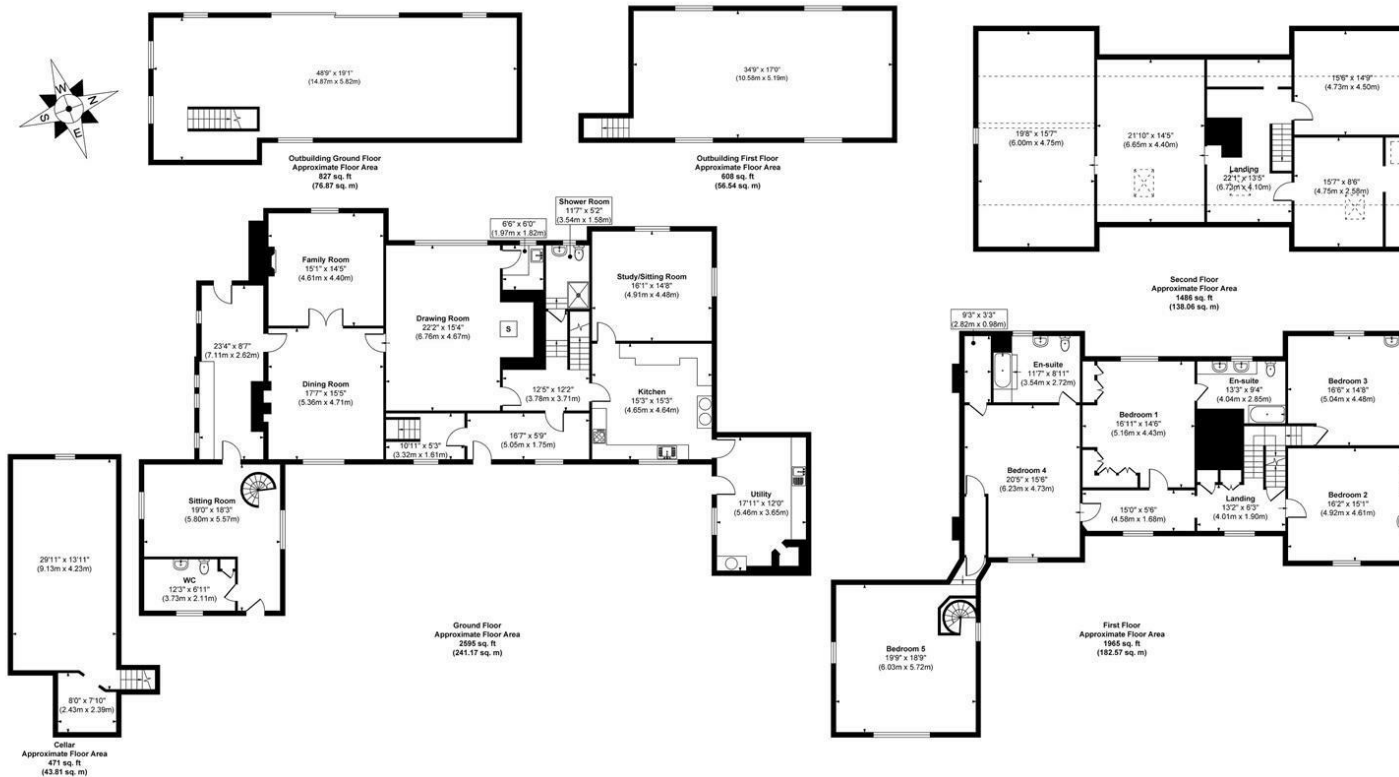 48'9" x 19'1"
(14.87m x 5.82m)
Outbuilding Ground Floor
Approximate Floor Area
827 sq. ft
(76.87 sq. m)
34'9" x 17'0"
(10.58m x 5.19m)
Outbuilding First Floor
Approximate Floor Area
608 sq. ft
(56.54 sq. m)
W
N
S
E
19'8" x 15'7"
(6.00m x 4.75m)
21'10" x 14'5"
(6.65m x 4.40m)
Landing
22'1" x 13'5"
(6.73m x 4.10m)
15'6" x 14'9"
(4.73m x 4.50m)
15'7" x 8'6"
(4.75m x 2.58m)
Second Floor
Approximate Floor Area
1486 sq. ft
(138.06 sq. m)
Family Room
15'1" x 14'5"
(4.61m x 4.40m)
6'6" x 6'0"
(1.97m x 1.82m)
Shower Room
11'7" x 5'2"
(3.54m x 1.58m)
Drawing Room
22'2" x 15'4"
(6.76m x 4.67m)
S
Study/Sitting Room
16'1" x 14'8"
(4.91m x 4.48m)
23'4" x 8'7"
(7.11m x 2.62m)
Dining Room
17'7" x 15'5"
(5.36m x 4.71m)
12'5" x 12'2"
(3.78m x 3.71m)
Kitchen
15'3" x 15'3"
(4.65m x 4.64m)
10'11" x 5'3"
(3.32m x 1.61m)
16'7" x 5'9"
(5.05m x 1.75m)
Utility
17'11" x 12'0"
(5.46m x 3.65m)
Sitting Room
19'0" x 18'3"
(5.80m x 5.57m)
WC
12'3" x 6'11"
(3.73m x 2.11m)
Ground Floor
Approximate Floor Area
2595 sq. ft
(241.17 sq. m)
29'11" x 13'11"
(9.13m x 4.23m)
8'0" x 7'10"
(2.43m x 2.39m)
Cellar
Approximate Floor Area
471 sq. ft
(43.81 sq. m)
9'3" x 3'3"
(2.82m x 0.98m)
En-suite
11'7" x 8'11"
(3.54m x 2.72m)
Bedroom 1
16'11" x 14'6"
(5.16m x 4.43m)
En-suite
13'3" x 9'4"
(4.04m x 2.85m)
Bedroom 3
16'6" x 14'8"
(5.04m x 4.48m)
Bedroom 4
20'5" x 15'6"
(6.23m x 4.73m)
15'0" x 5'6"
(4.58m x 1.68m)
Landing
13'2" x 6'3"
(4.01m x 1.90m)
Bedroom 2
16'2" x 15'1"
(4.92m x 4.61m)
Bedroom 5
19'9" x 18'9"
(6.03m x 5.72m)
First Floor
Approximate Floor Area
1965 sq. ft
(182.57 sq. m)